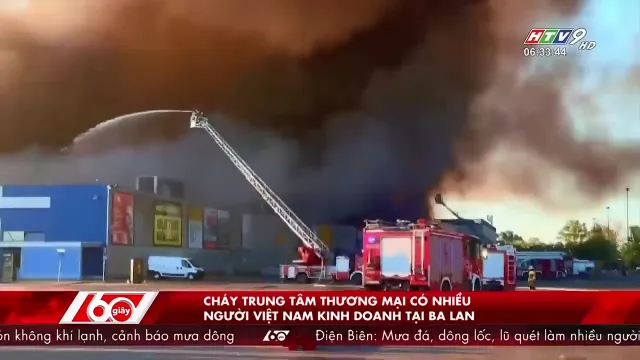 HTV9 HD
06:33:44
60 giây
CHÁY TRUNG TÂM THƯƠNG MẠI CÓ NHIỀU
NGƯỜI VIỆT NAM KINH DOANH TẠI BA LAN
ón không khí lạnh, cảnh báo mưa dông
60
Điện Biên: Mưa đá, dông lốc, lũ quét làm nhiều người